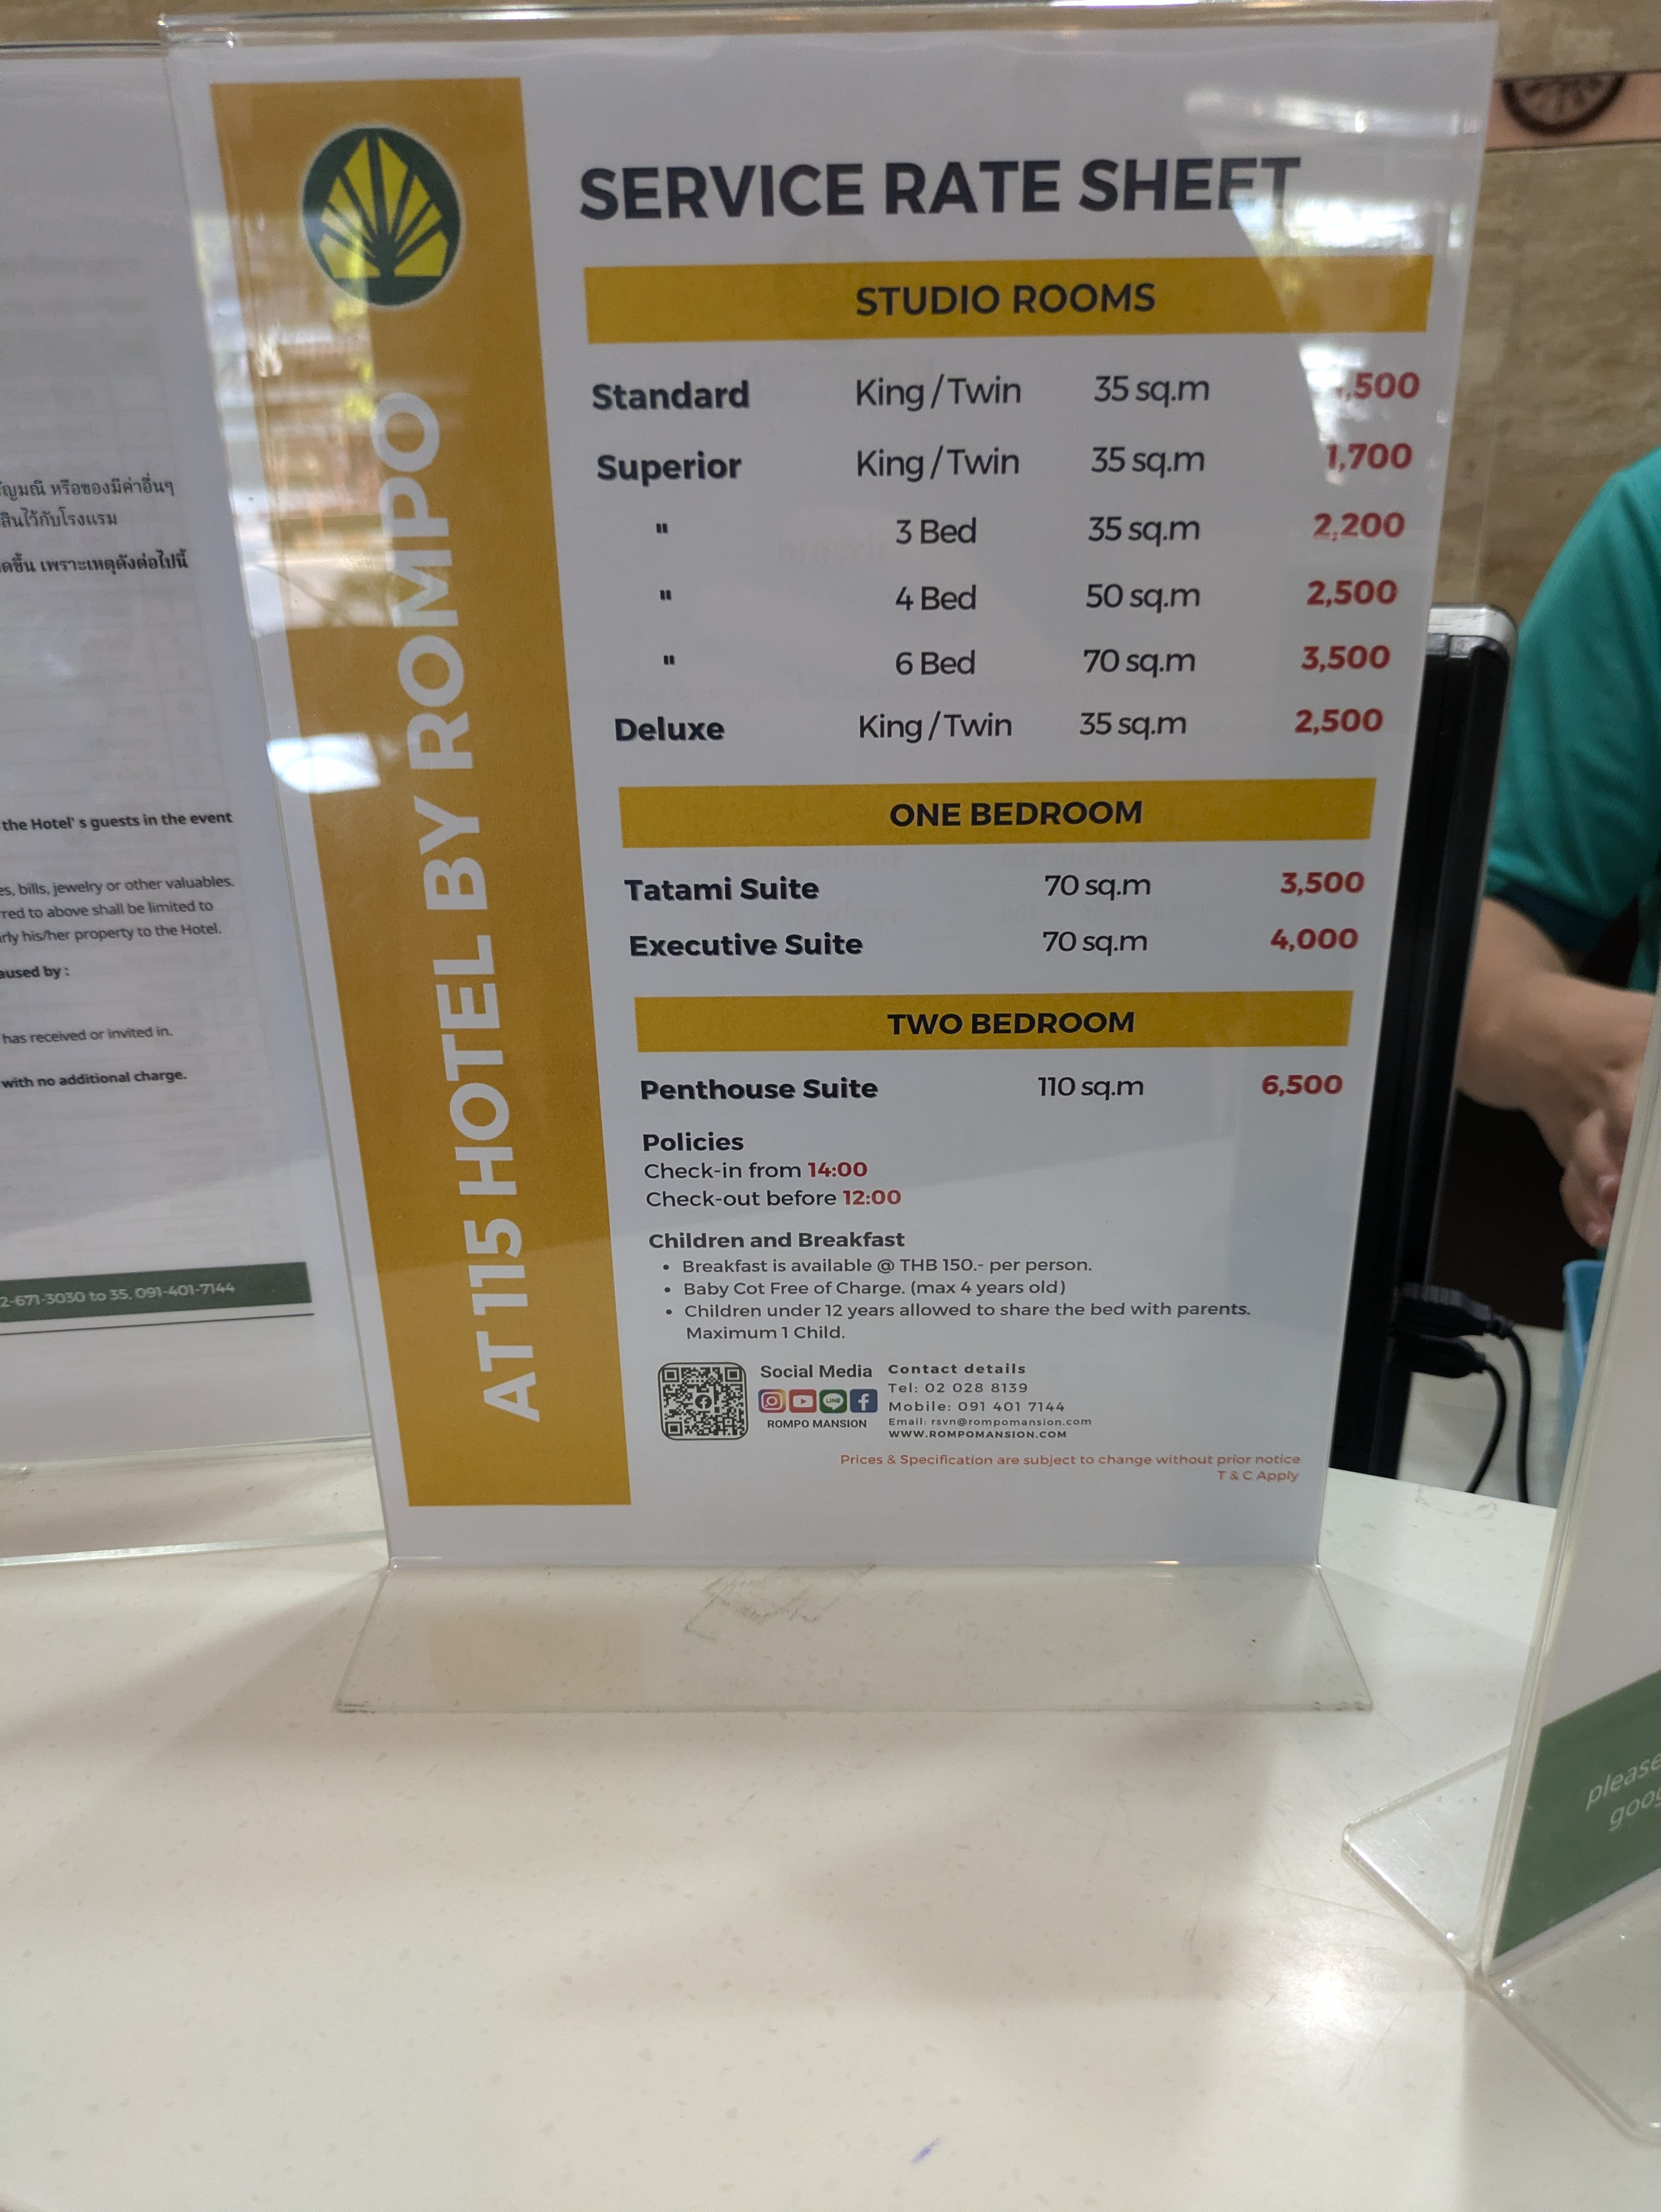 SERVICE RATE SHEET
STUDIO ROOMS
Standard King/Twin 35 sq.m ,500
Superior King/Twin 35 sq.m 1,700
" 3 Bed 35 sq.m 2,200
" 4 Bed 50 sq.m 2,500
" 6 Bed 70 sq.m 3,500
Deluxe King/Twin 35 sq.m 2,500
ONE BEDROOM
Tatami Suite 70 sq.m 3,500
Executive Suite 70 sq.m 4,000
TWO BEDROOM
Penthouse Suite 110 sq.m 6,500
Policies
Check-in from 14:00
Check-out before 12:00
Children and Breakfast
• Breakfast is available @ THB 150.- per person.
• Baby Cot Free of Charge. (max 4 years old)
• Children under 12 years allowed to share the bed with parents.
Maximum 1 Child.
Social Media
LINE
ROMPO MANSION
Contact details
Tel: 02 028 8139
Mobile: 091 401 7144
Email: rsvn@rompomansion.com
WWW.ROMPOMANSION.COM
Prices & Specification are subject to change without prior notice
T & C Apply
AT 115 HOTEL BY ROMPO
หรือของมีค่าอื่นๆ
สินไว้กับโรงแรม
เพราะเหตุดังต่อไปนี้
the Hotel' s guests in the event
bills, jewelry or other valuables.
red to above shall be limited to
rly his/her property to the Hotel.
aused by :
has received or invited in.
with no additional charge.
2-671-3030 to 35, 091-401-7144
please
goog